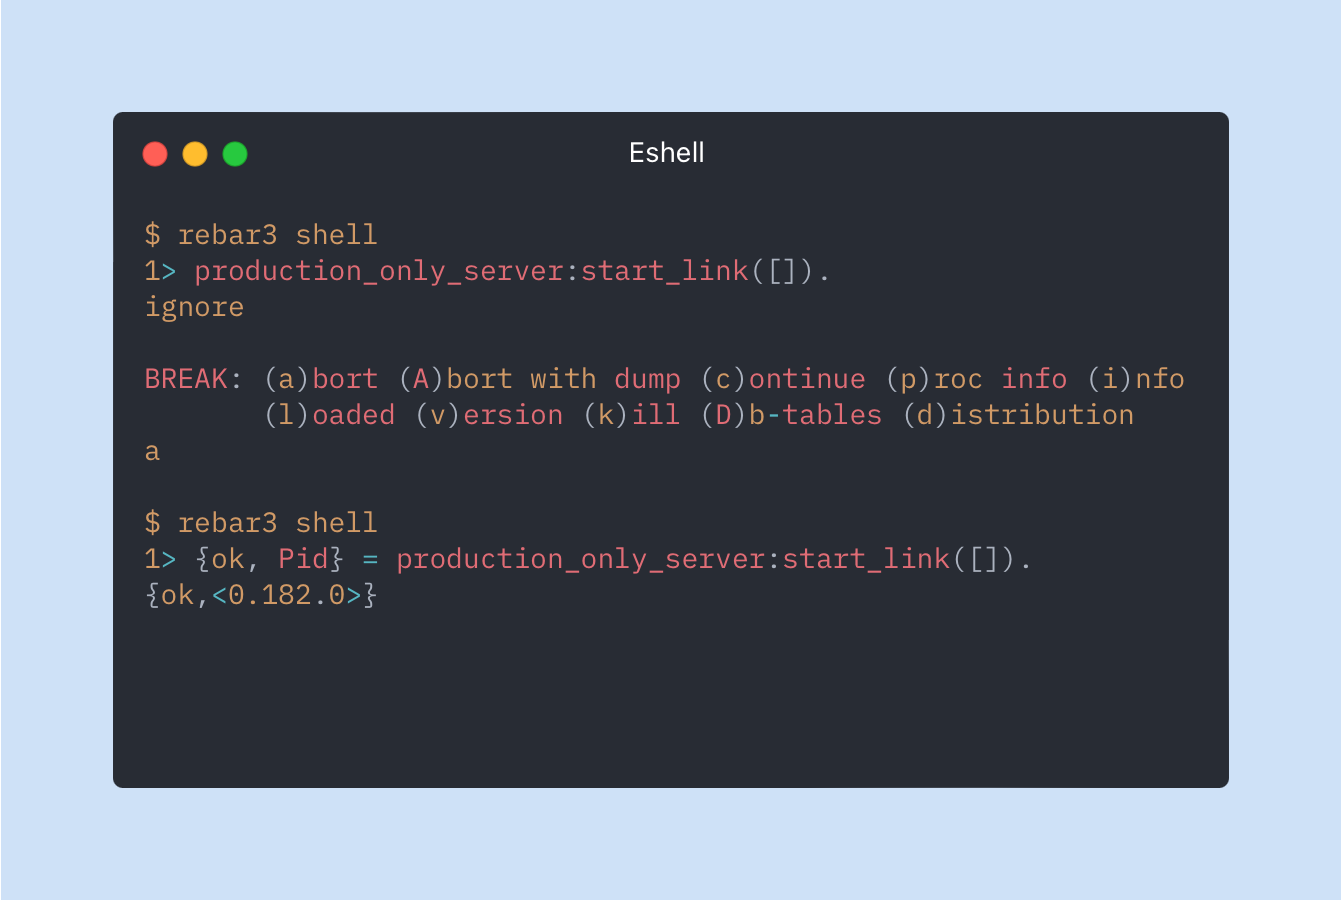 Eshell
$ rebar3 shell
1> production_only_server:start_link([]).
ignore
BREAK: (a)bort (A)bort with dump (c)ontinue (p)roc info (i)nfo
       (l)oaded (v)ersion (k)ill (D)b-tables (d)istribution
a
$ rebar3 shell
1> {ok, Pid} = production_only_server:start_link([]).
{ok,<0.182.0>}